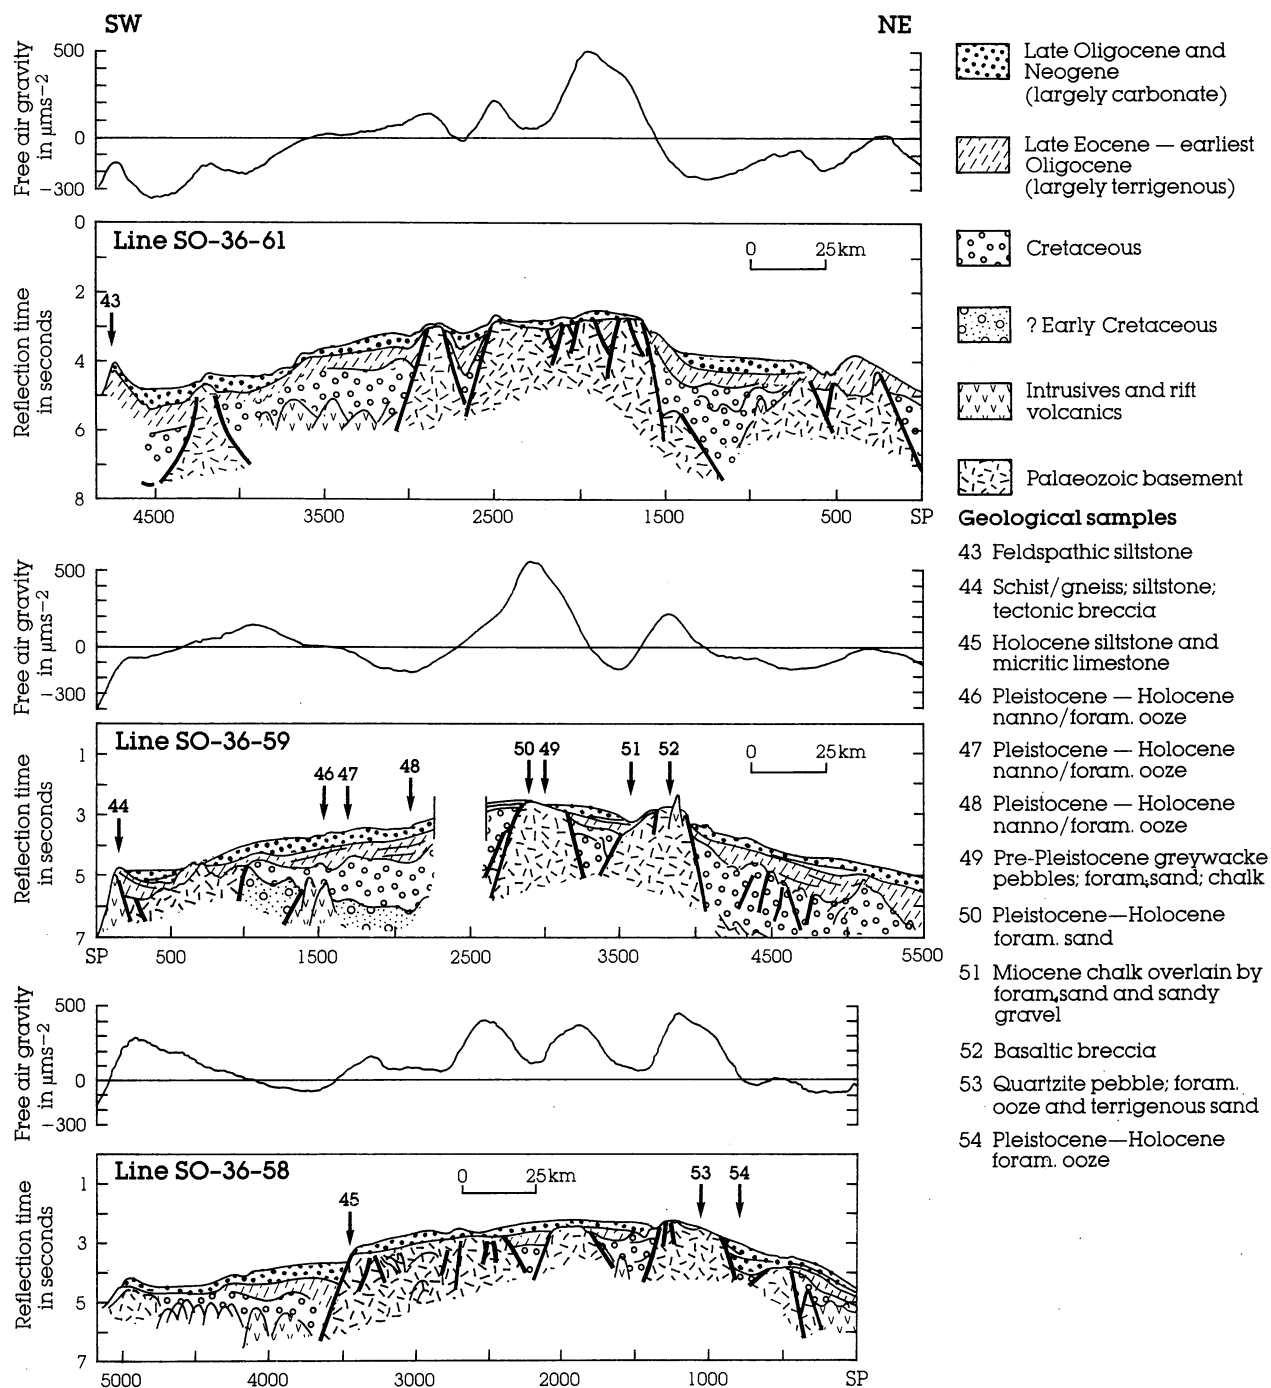 SW
NE
500
0
−300
Free air gravity
in µms−2
Line SO-36-61
0 25km
0
2
4
6
8
Reflection time
in seconds
43
4500 3500 2500 1500 500 SP
500
0
−300
Free air gravity
in µms−2
Line SO-36-59
0 25km
1
3
5
7
Reflection time
in seconds
44
46 47
48
50 49
51
52
SP 500 1500 2500 3500 4500 5500
500
0
−300
Free air gravity
in µms−2
Line SO-36-58
0 25km
1
3
5
7
Reflection time
in seconds
45
53
54
5000 4000 3000 2000 1000 SP
Late Oligocene and
Neogene
(largely carbonate)
Late Eocene — earliest
Oligocene
(largely terrigenous)
Cretaceous
? Early Cretaceous
Intrusives and rift
volcanics
Palaeozoic basement
Geological samples
43 Feldspathic siltstone
44 Schist/gneiss; siltstone;
tectonic breccia
45 Holocene siltstone and
micritic limestone
46 Pleistocene — Holocene
nanno/foram. ooze
47 Pleistocene — Holocene
nanno/foram. ooze
48 Pleistocene — Holocene
nanno/foram. ooze
49 Pre-Pleistocene greywacke
pebbles; foram. sand; chalk
50 Pleistocene—Holocene
foram. sand
51 Miocene chalk overlain by
foram. sand and sandy
gravel
52 Basaltic breccia
53 Quartzite pebble; foram.
ooze and terrigenous sand
54 Pleistocene—Holocene
foram. ooze